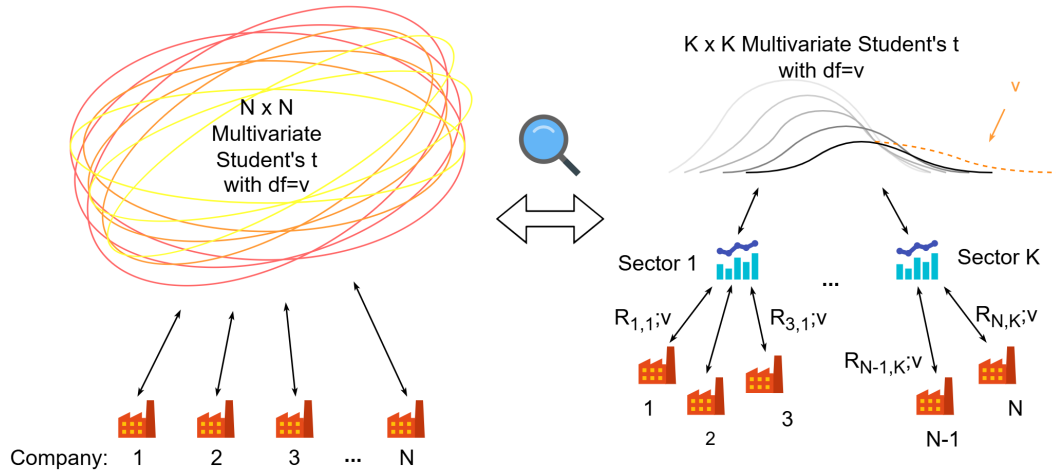 N x N
Multivariate
Student's t
with df=v
Company:
1
2
3
...
N
K x K Multivariate Student's t
with df=v
v
Sector 1
...
Sector K
R1,1;v
R3,1;v
RN-1,K;v
RN,K;v
1
2
3
N-1
N